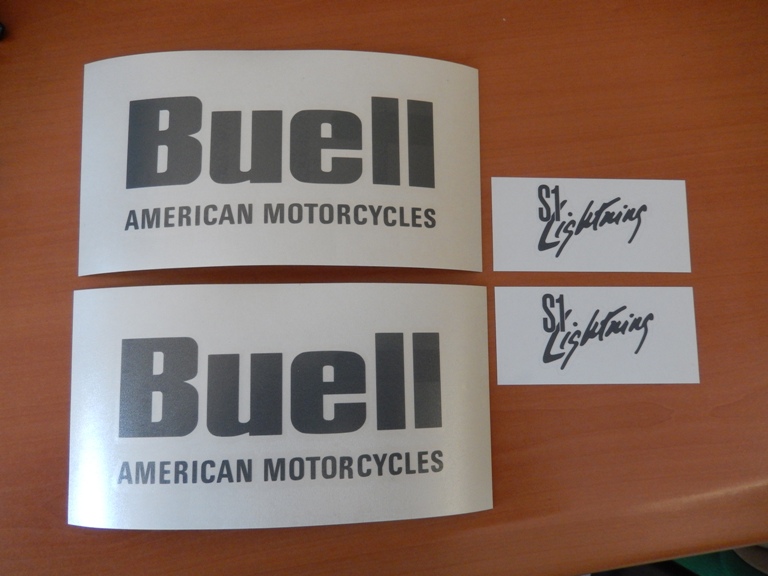 Buell
AMERICAN MOTORCYCLES
S1
Lightning
Buell
AMERICAN MOTORCYCLES
S1
Lightning